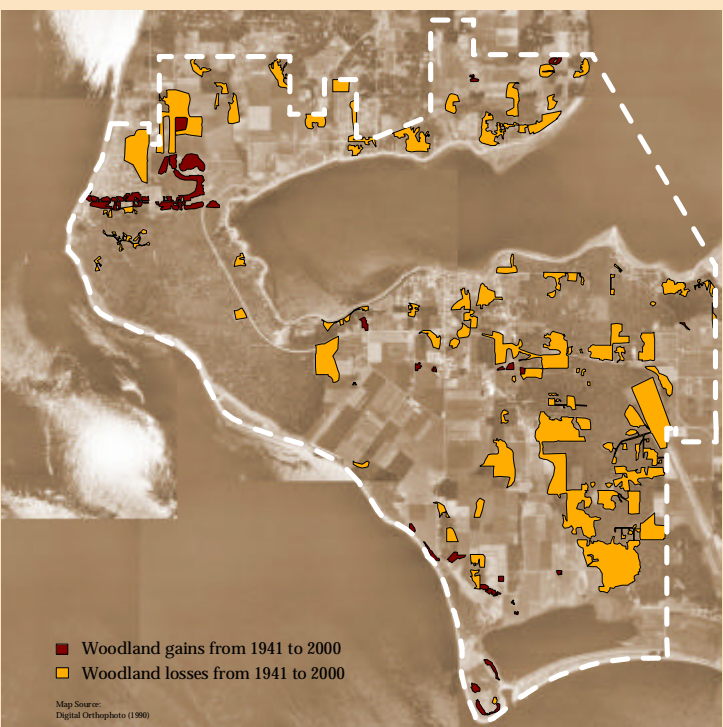 Woodland gains from 1941 to 2000
Woodland losses from 1941 to 2000
Map Source:
Digital Orthophoto (1990)